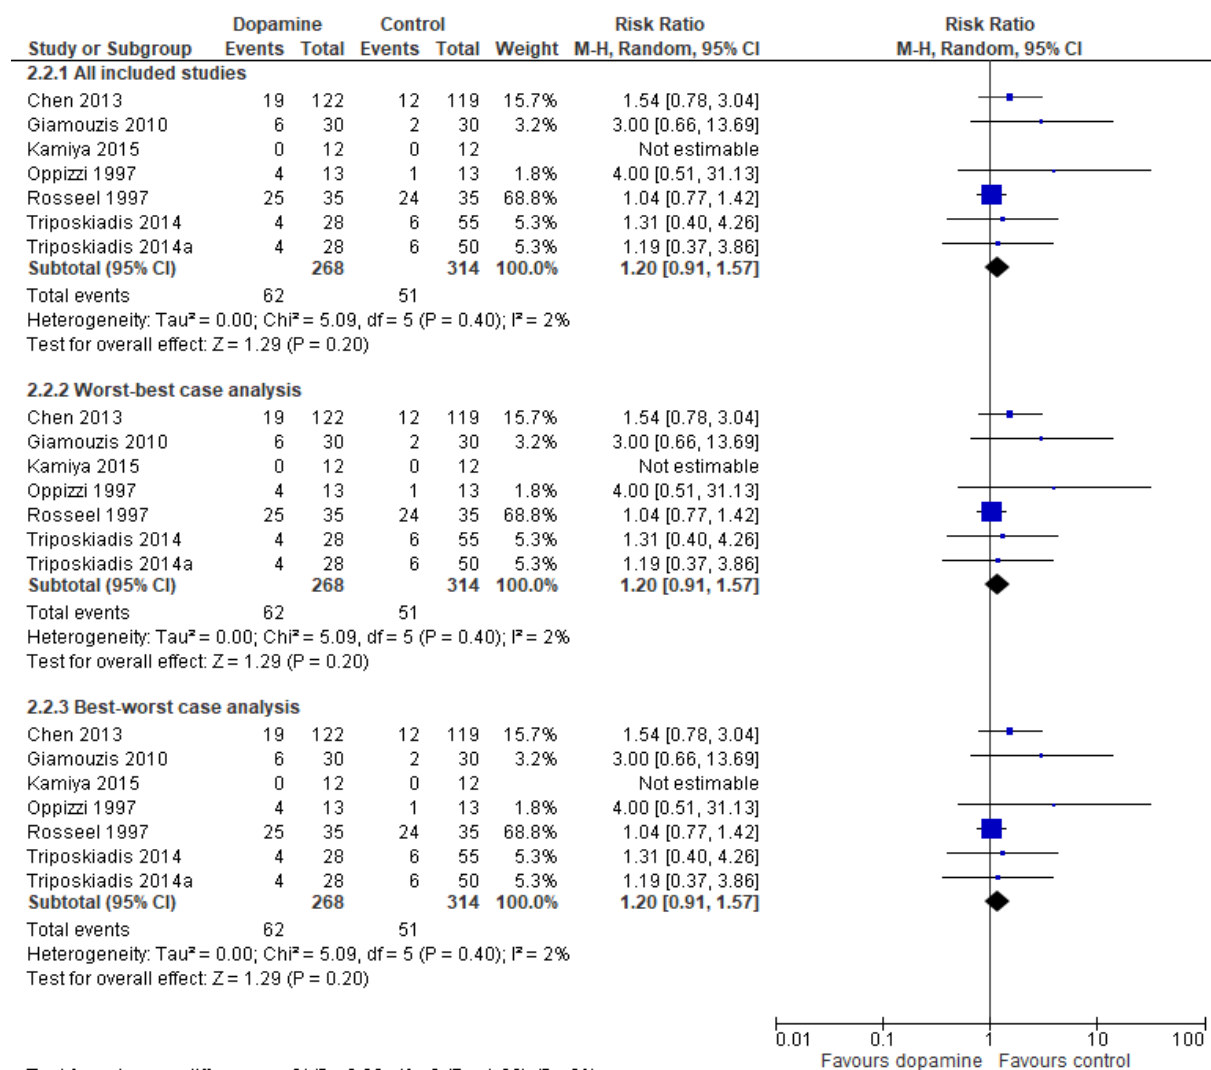 Dopamine Control Risk Ratio Risk Ratio
Study or Subgroup Events Total Events Total Weight M-H, Random, 95% CI M-H, Random, 95% CI
2.2.1 All included studies
Chen 2013 19 122 12 119 15.7% 1.54 [0.78, 3.04]
Giamouzis 2010 6 30 2 30 3.2% 3.00 [0.66, 13.69]
Kamiya 2015 0 12 0 12 Not estimable
Oppizzi 1997 4 13 1 13 1.8% 4.00 [0.51, 31.13]
Rosseel 1997 25 35 24 35 68.8% 1.04 [0.77, 1.42]
Triposkiadis 2014 4 28 6 55 5.3% 1.31 [0.40, 4.26]
Triposkiadis 2014a 4 28 6 50 5.3% 1.19 [0.37, 3.86]
Subtotal (95% CI) 268 314 100.0% 1.20 [0.91, 1.57]
Total events 62 51
Heterogeneity: Tau² = 0.00; Chi² = 5.09, df = 5 (P = 0.40); I² = 2%
Test for overall effect: Z = 1.29 (P = 0.20)
2.2.2 Worst-best case analysis
Chen 2013 19 122 12 119 15.7% 1.54 [0.78, 3.04]
Giamouzis 2010 6 30 2 30 3.2% 3.00 [0.66, 13.69]
Kamiya 2015 0 12 0 12 Not estimable
Oppizzi 1997 4 13 1 13 1.8% 4.00 [0.51, 31.13]
Rosseel 1997 25 35 24 35 68.8% 1.04 [0.77, 1.42]
Triposkiadis 2014 4 28 6 55 5.3% 1.31 [0.40, 4.26]
Triposkiadis 2014a 4 28 6 50 5.3% 1.19 [0.37, 3.86]
Subtotal (95% CI) 268 314 100.0% 1.20 [0.91, 1.57]
Total events 62 51
Heterogeneity: Tau² = 0.00; Chi² = 5.09, df = 5 (P = 0.40); I² = 2%
Test for overall effect: Z = 1.29 (P = 0.20)
2.2.3 Best-worst case analysis
Chen 2013 19 122 12 119 15.7% 1.54 [0.78, 3.04]
Giamouzis 2010 6 30 2 30 3.2% 3.00 [0.66, 13.69]
Kamiya 2015 0 12 0 12 Not estimable
Oppizzi 1997 4 13 1 13 1.8% 4.00 [0.51, 31.13]
Rosseel 1997 25 35 24 35 68.8% 1.04 [0.77, 1.42]
Triposkiadis 2014 4 28 6 55 5.3% 1.31 [0.40, 4.26]
Triposkiadis 2014a 4 28 6 50 5.3% 1.19 [0.37, 3.86]
Subtotal (95% CI) 268 314 100.0% 1.20 [0.91, 1.57]
Total events 62 51
Heterogeneity: Tau² = 0.00; Chi² = 5.09, df = 5 (P = 0.40); I² = 2%
Test for overall effect: Z = 1.29 (P = 0.20)
0.01 0.1 1 10 100
Favours dopamine Favours control